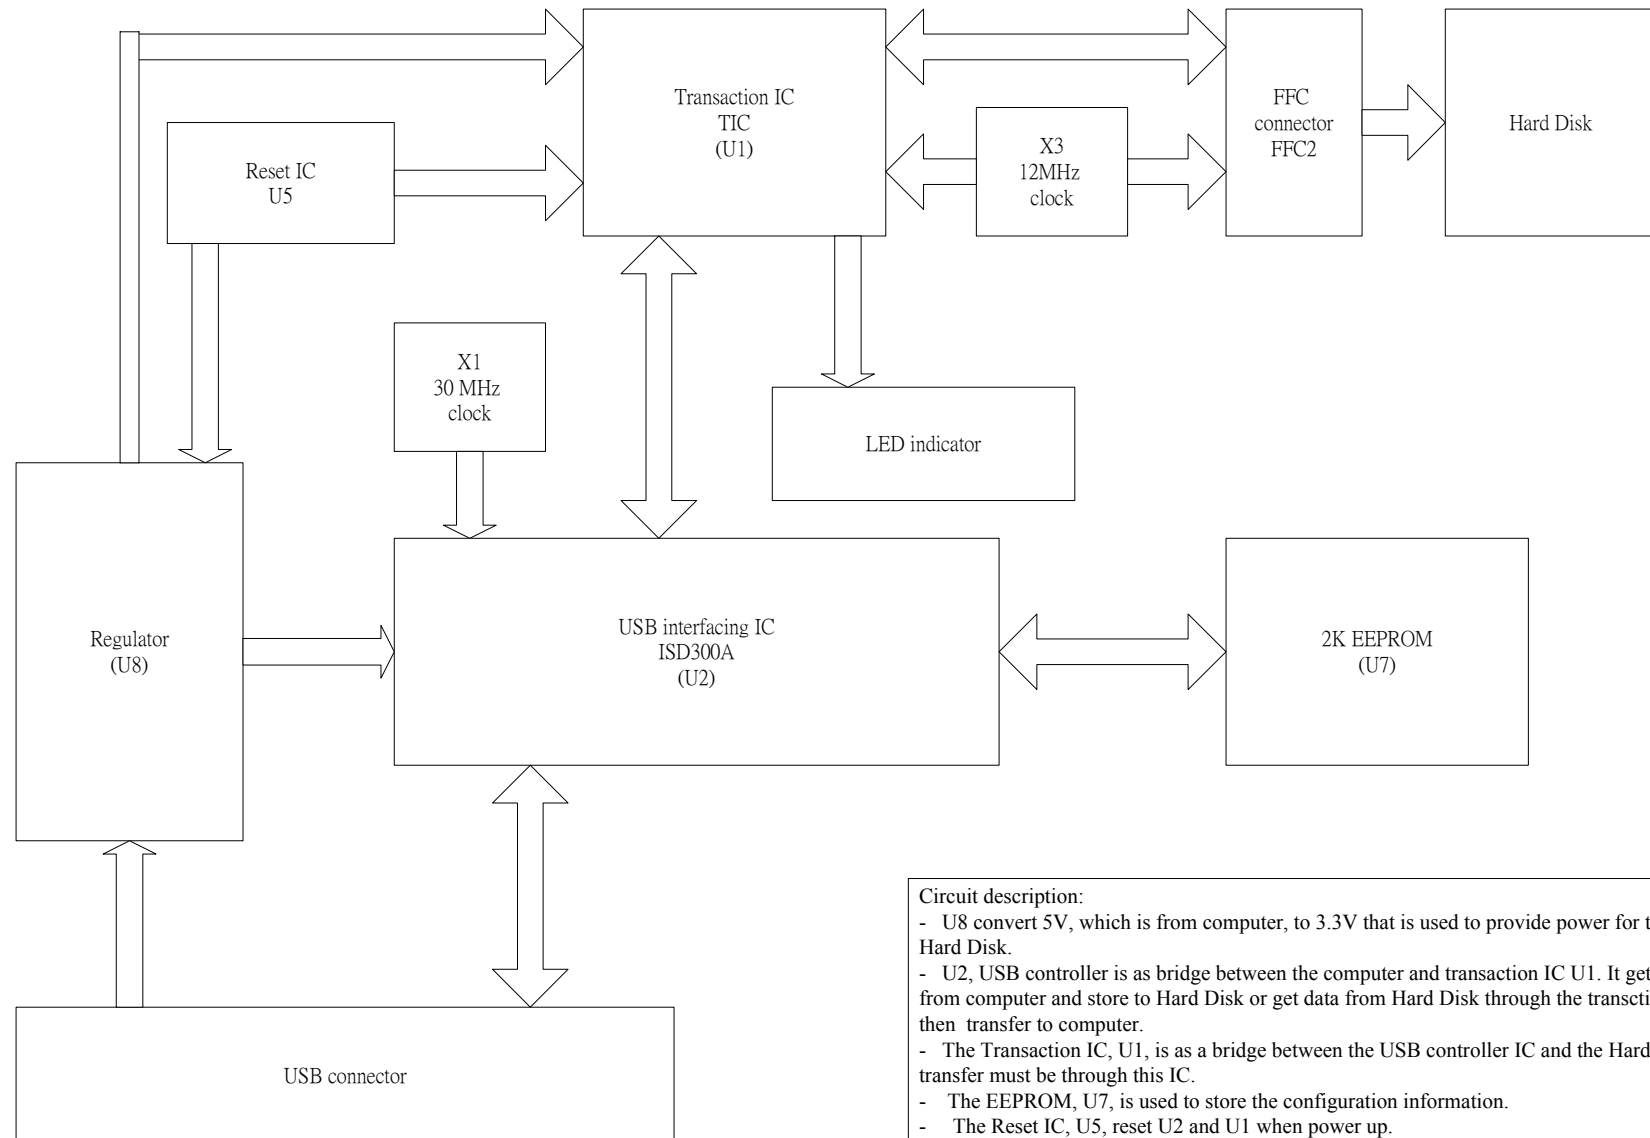 Transaction IC
TIC
(U1)
FFC
connector
FFC2
Hard Disk
X3
12MHz
clock
Reset IC
U5
X1
30 MHz
clock
LED indicator
Regulator
(U8)
USB interfacing IC
ISD300A
(U2)
2K EEPROM
(U7)
USB connector
Circuit description:
- U8 convert 5V, which is from computer, to 3.3V that is used to provide power for
Hard Disk.
- U2, USB controller is as bridge between the computer and transaction IC U1. It get
from computer and store to Hard Disk or get data from Hard Disk through the
then transfer to computer.
- The Transaction IC, U1, is as a bridge between the USB controller IC and the Hard
transfer must be through this IC.
- The EEPROM, U7, is used to store the configuration information.
- The Reset IC, U5, reset U2 and U1 when power up.